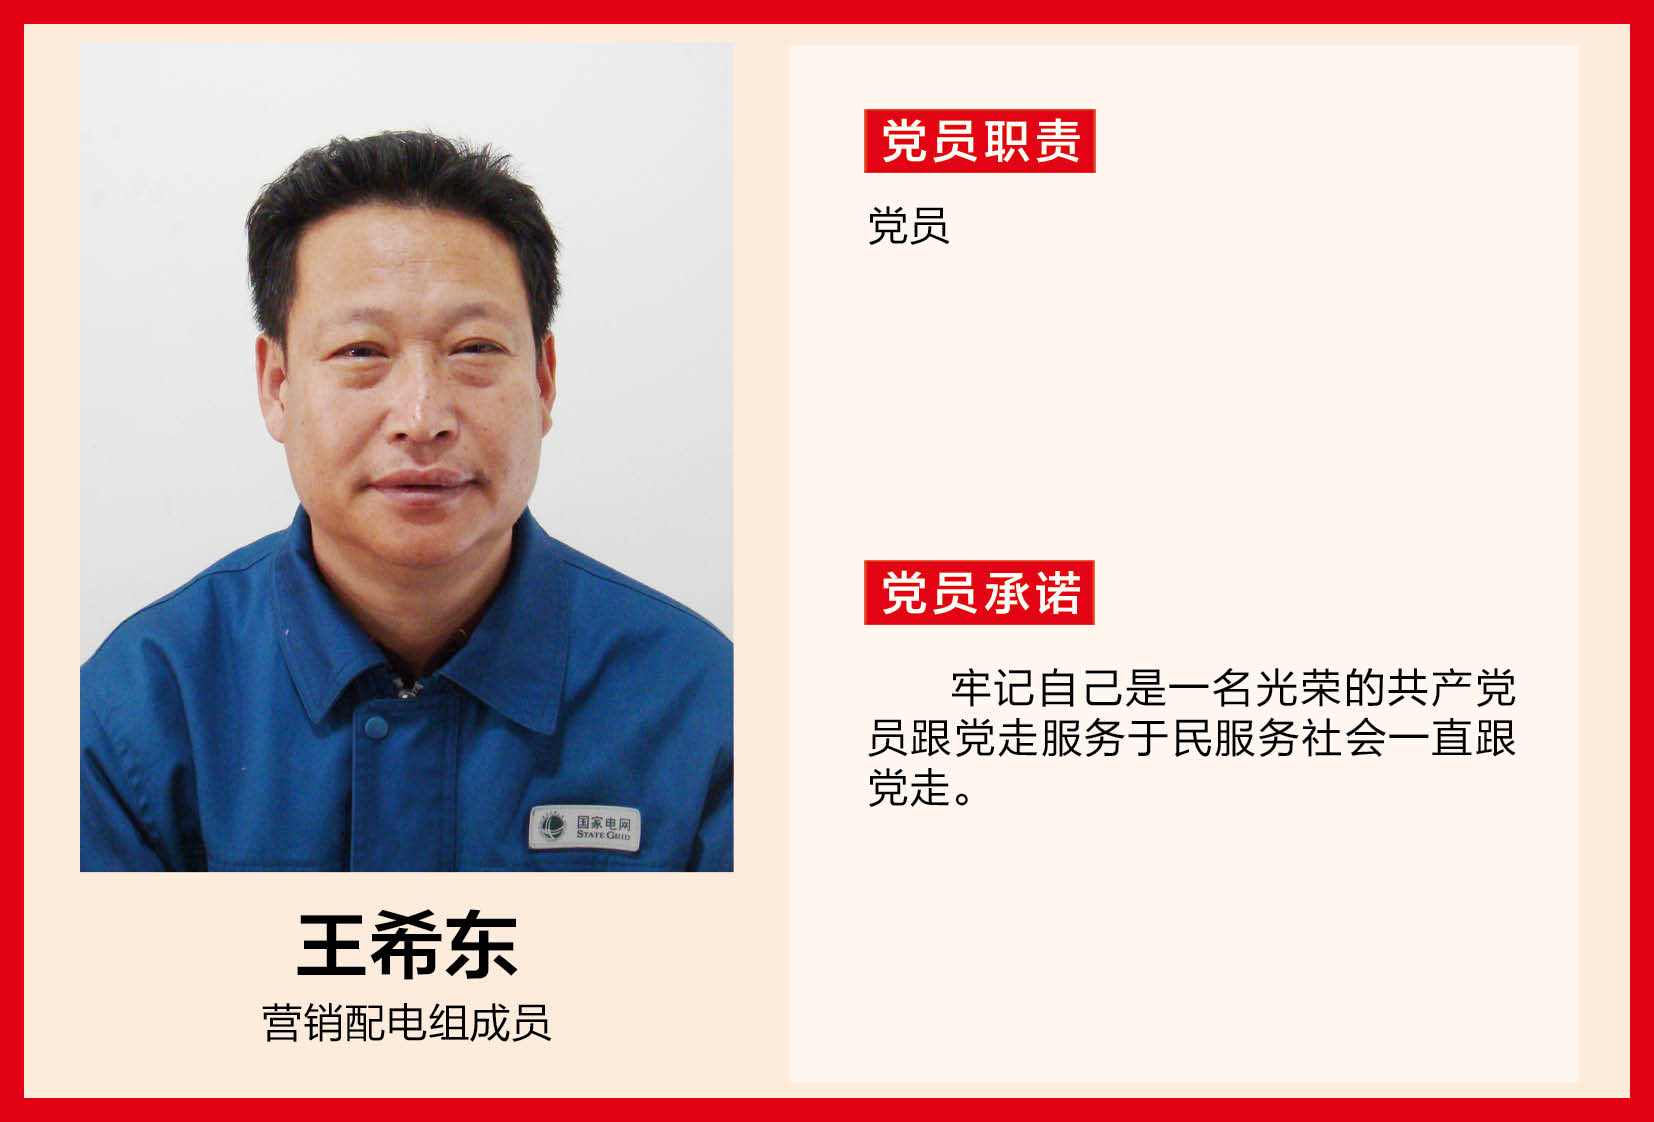 国家电网
STATE GRID
王希东
营销配电组成员
党员职责
党员
党员承诺
牢记自己是一名光荣的共产党
员跟党走服务于民服务社会一直跟
党走。